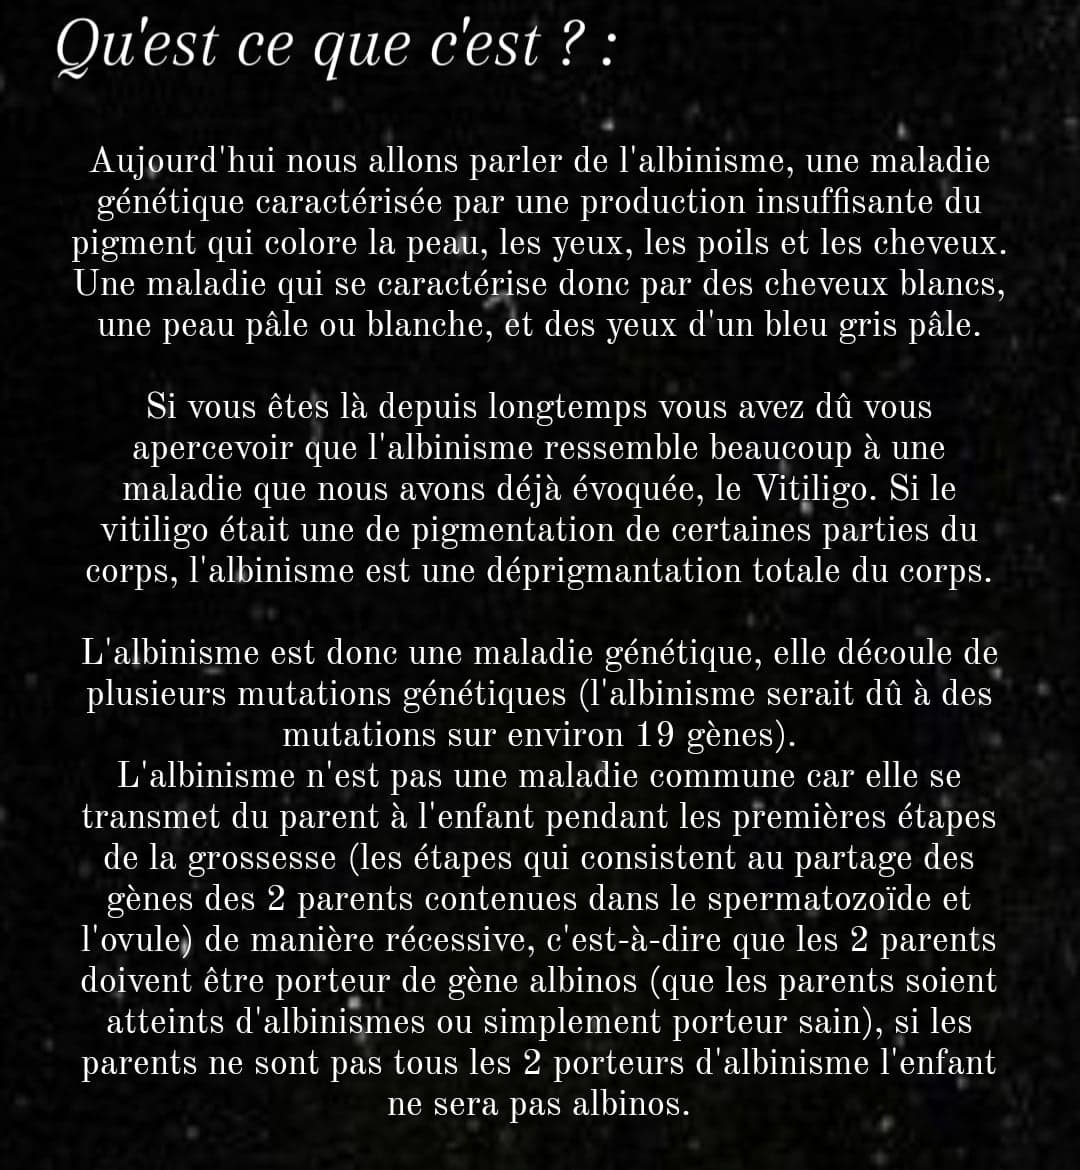 Qu'est ce que c'est ? :
Aujourd'hui nous allons parler de l'albinisme, une maladie
génétique caractérisée par une production insuffisante du
pigment qui colore la peau, les yeux, les poils et les cheveux.
Une maladie qui se caractérise donc par des cheveux blancs,
une peau pâle ou blanche, et des yeux d'un bleu gris pâle.
Si vous êtes là depuis longtemps vous avez dû vous
apercevoir que l'albinisme ressemble beaucoup à une
maladie que nous avons déjà évoquée, le Vitiligo. Si le
vitiligo était une de pigmentation de certaines parties du
corps, l'albinisme est une déprigmantation totale du corps.
L'albinisme est donc une maladie génétique, elle découle de
plusieurs mutations génétiques (l'albinisme serait dû à des
mutations sur environ 19 gènes).
L'albinisme n'est pas une maladie commune car elle se
transmet du parent à l'enfant pendant les premières étapes
de la grossesse (les étapes qui consistent au partage des
gènes des 2 parents contenues dans le spermatozoïde et
l'ovule) de manière récessive, c'est-à-dire que les 2 parents
doivent être porteur de gène albinos (que les parents soient
atteints d'albinismes ou simplement porteur sain), si les
parents ne sont pas tous les 2 porteurs d'albinisme l'enfant
ne sera pas albinos.